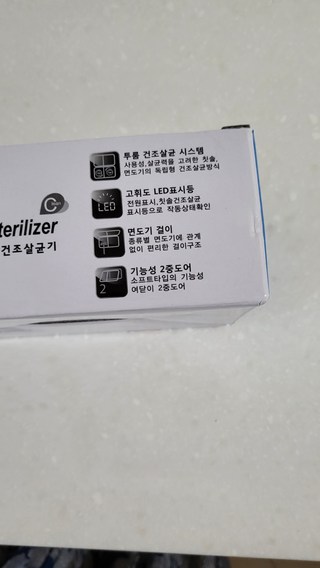 투룸 건조살균 시스템
사용성,살균력을 고려한 칫솔,
면도기의 독립형 건조살균방식
고휘도 LED표시등
LED
전원표시,칫솔건조살균
표시등으로 작동상태확인
terilizer
건조살균기
면도기 걸이
종류별 면도기에 관계
없이 편리한 걸이구조
기능성 2중도어
소프트타입의 기능성
여닫이 2중도어
2